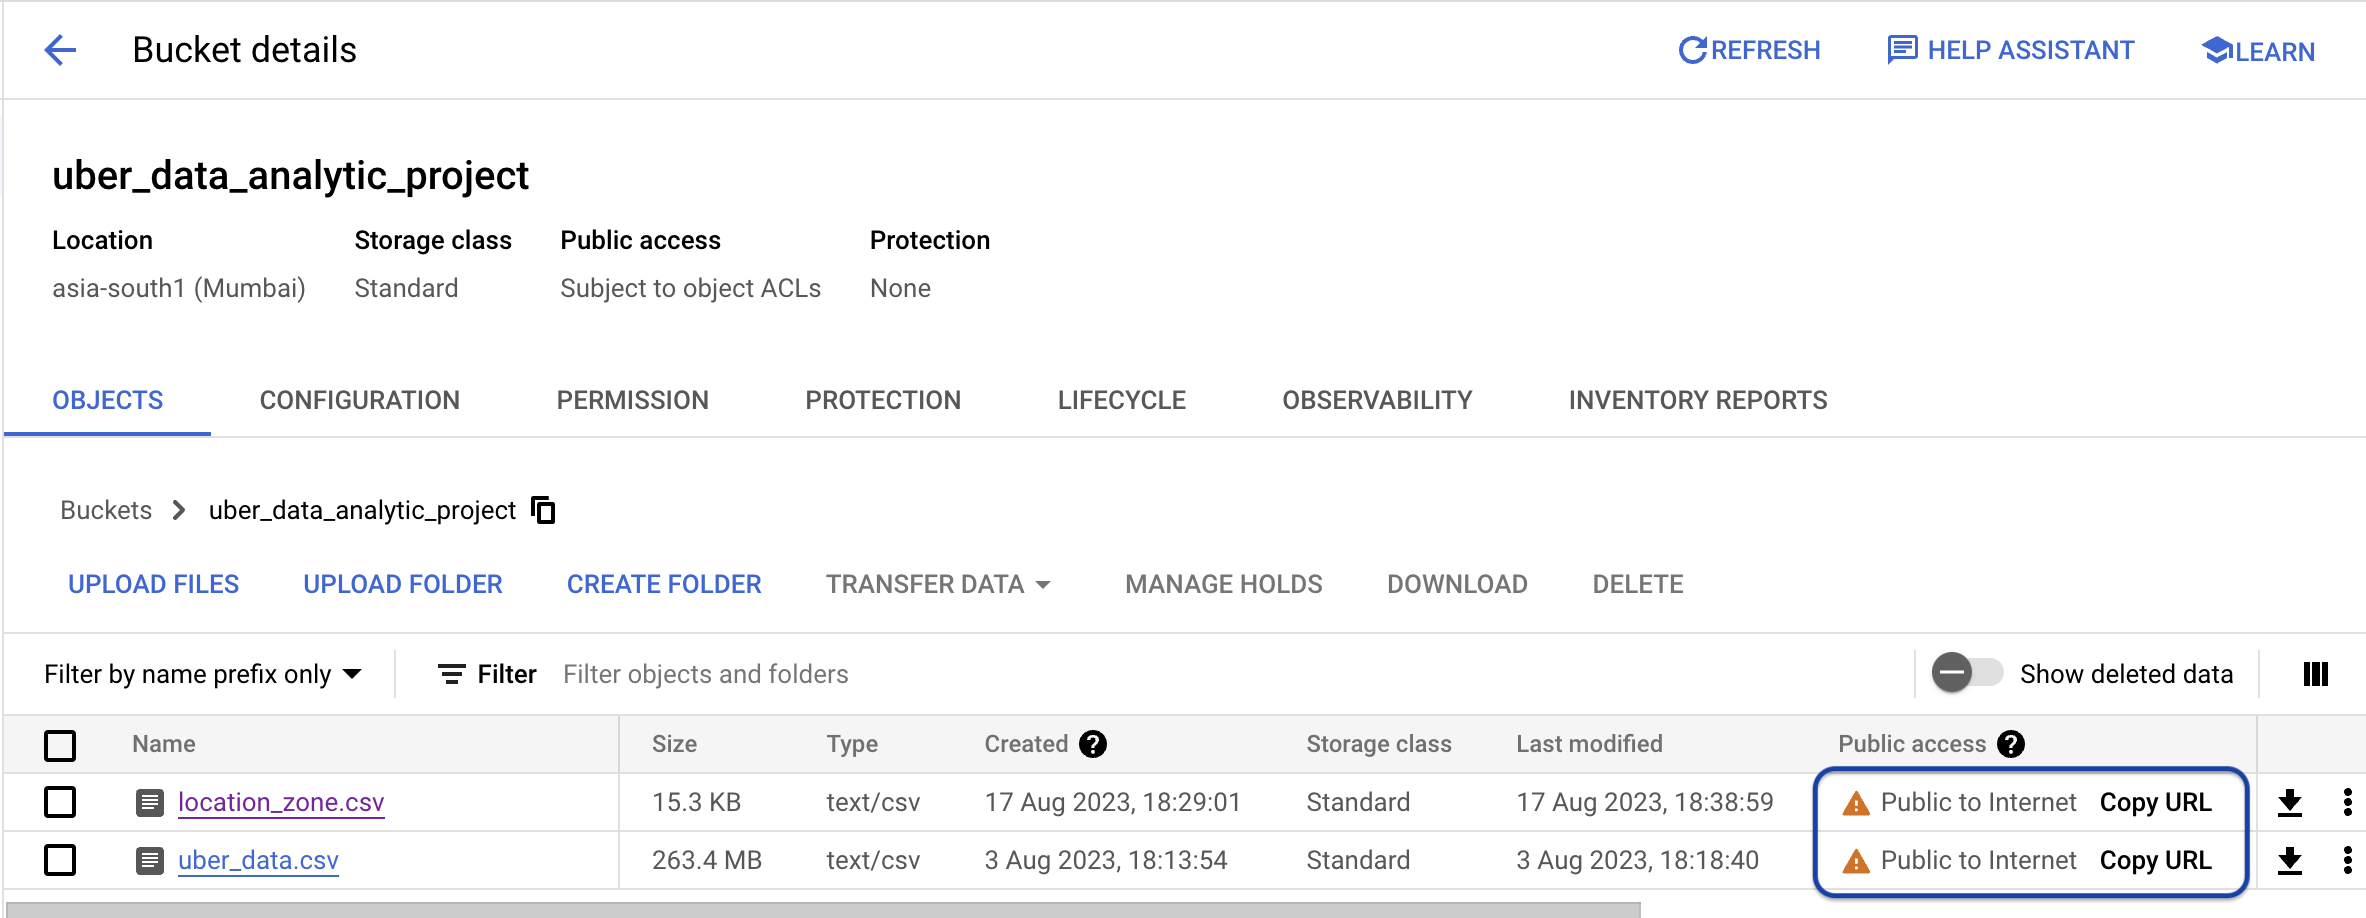 Bucket details REFRESH HELP ASSISTANT LEARN
uber_data_analytic_project
Location Storage class Public access Protection
asia-south1 (Mumbai) Standard Subject to object ACLs None
OBJECTS CONFIGURATION PERMISSION PROTECTION LIFECYCLE OBSERVABILITY INVENTORY REPORTS
Buckets uber_data_analytic_project
UPLOAD FILES UPLOAD FOLDER CREATE FOLDER TRANSFER DATA MANAGE HOLDS DOWNLOAD DELETE
Filter by name prefix only Filter Filter objects and folders Show deleted data
Name Size Type Created ? Storage class Last modified Public access ?
location_zone.csv 15.3 KB text/csv 17 Aug 2023, 18:29:01 Standard 17 Aug 2023, 18:38:59 Public to Internet Copy URL
uber_data.csv 263.4 MB text/csv 3 Aug 2023, 18:13:54 Standard 3 Aug 2023, 18:18:40 Public to Internet Copy URL